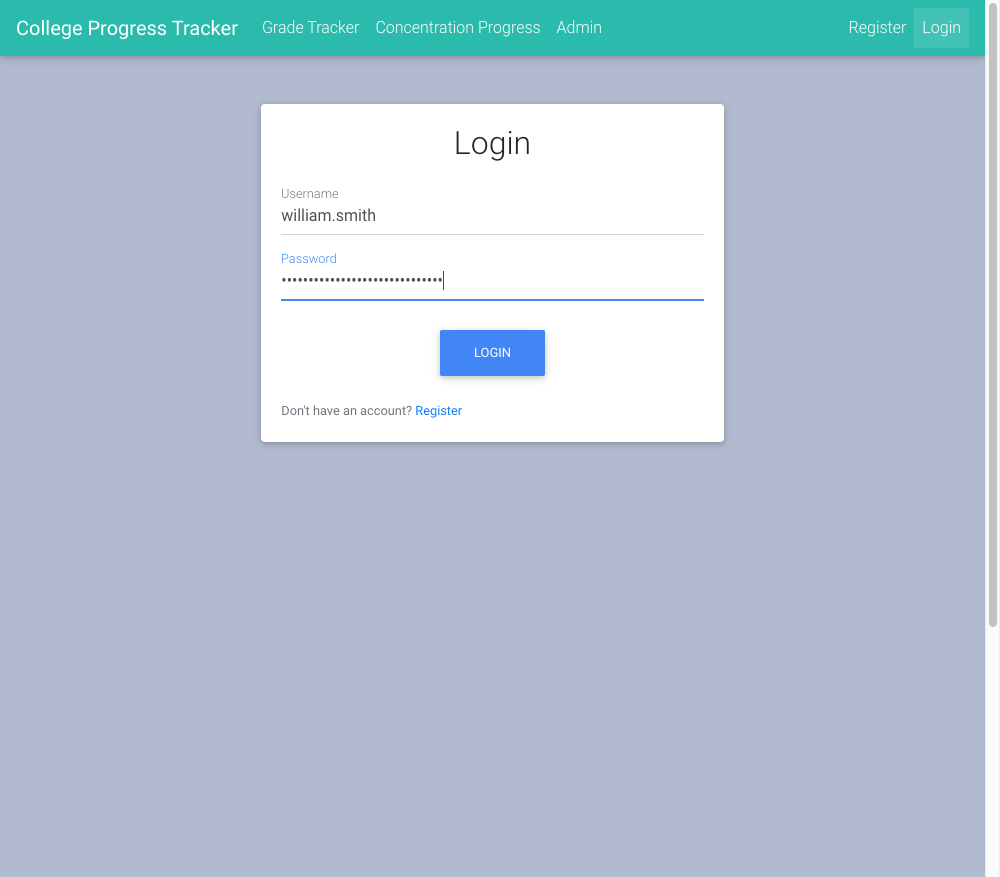 College Progress Tracker Grade Tracker Concentration Progress Admin Register Login
Login
Username
william.smith
Password
••••••••••••••••••••••••••••••
LOGIN
Don't have an account? Register